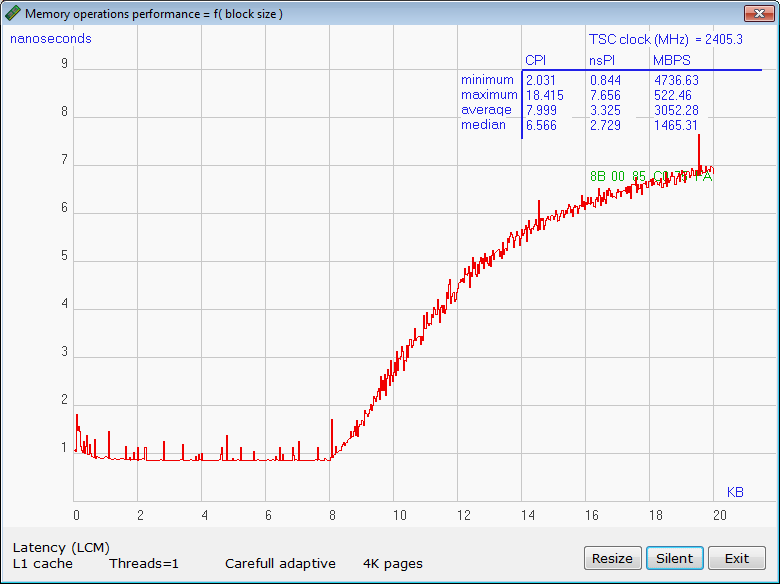 Memory operations performance = f( block size )
nanoseconds
TSC clock (MHz) = 2405.3
CPI nsPI MBPS
minimum 2.031 0.844 4736.63
maximum 18.415 7.656 522.46
average 7.999 3.325 3052.28
median 6.566 2.729 1465.31
9
8
7
6
5
4
3
2
1
8B 00 85 C0
0 2 4 6 8 10 12 14 16 18 20
KB
Latency (LCM)
L1 cache Threads=1 Carefull adaptive 4K pages
Resize Silent Exit